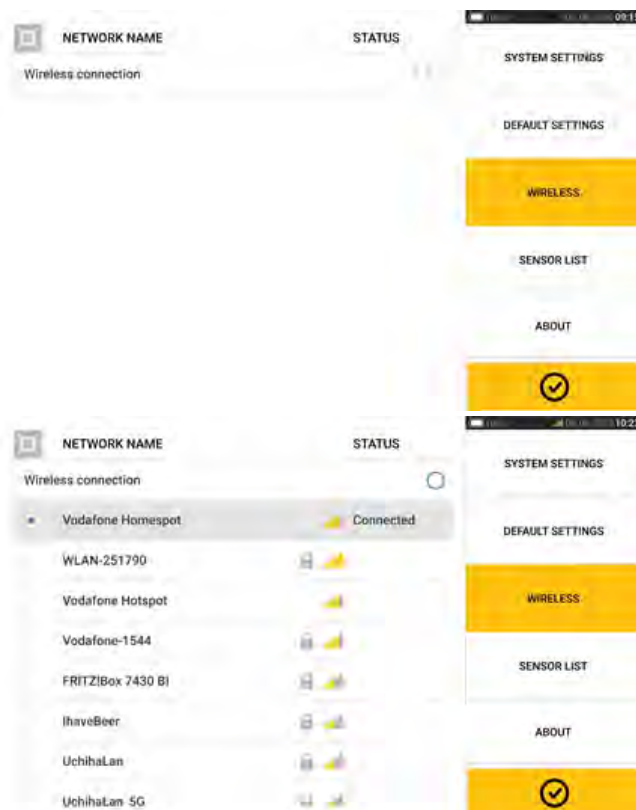 NETWORK NAME STATUS
Wireless connection
SYSTEM SETTINGS
DEFAULT SETTINGS
WIRELESS
SENSOR LIST
ABOUT
NETWORK NAME STATUS
Wireless connection
Vodafone Homespot Connected
WLAN-251790
Vodafone Hotspot
Vodafone-1544
FRITZ!Box 7430 BI
IhaveBeer
UchihaLan
UchihaLan 5G
SYSTEM SETTINGS
DEFAULT SETTINGS
WIRELESS
SENSOR LIST
ABOUT